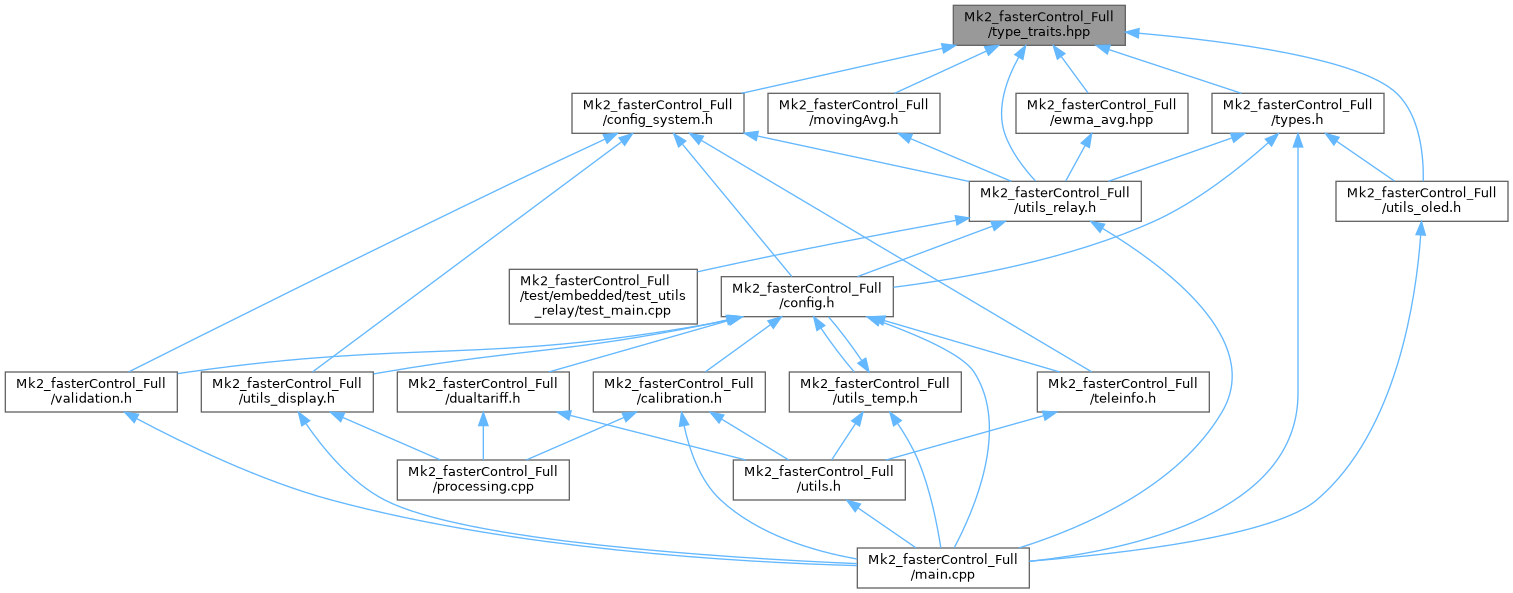 Mk2_fasterControl_Full
/type_traits.hpp
Mk2_fasterControl_Full
/config_system.h
Mk2_fasterControl_Full
/movingAvg.h
Mk2_fasterControl_Full
/ewma_avg.hpp
Mk2_fasterControl_Full
/types.h
Mk2_fasterControl_Full
/utils_relay.h
Mk2_fasterControl_Full
/utils_oled.h
Mk2_fasterControl_Full
/test/embedded/test_utils
_relay/test_main.cpp
Mk2_fasterControl_Full
/config.h
Mk2_fasterControl_Full
/validation.h
Mk2_fasterControl_Full
/utils_display.h
Mk2_fasterControl_Full
/dualtariff.h
Mk2_fasterControl_Full
/calibration.h
Mk2_fasterControl_Full
/utils_temp.h
Mk2_fasterControl_Full
/teleinfo.h
Mk2_fasterControl_Full
/processing.cpp
Mk2_fasterControl_Full
/utils.h
Mk2_fasterControl_Full
/main.cpp